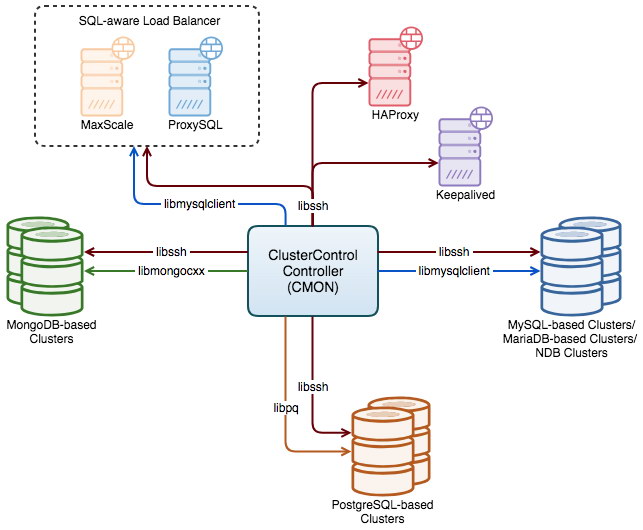 SQL-aware Load Balancer
MaxScale
ProxySQL
HAProxy
Keepalived
libmysqlclient
libssh
ClusterControl
Controller
(CMON)
libssh
libmongocxx
libssh
libmysqlclient
MongoDB-based
Clusters
MySQL-based Clusters/
MariaDB-based Clusters/
NDB Clusters
libssh
libpq
PostgreSQL-based
Clusters